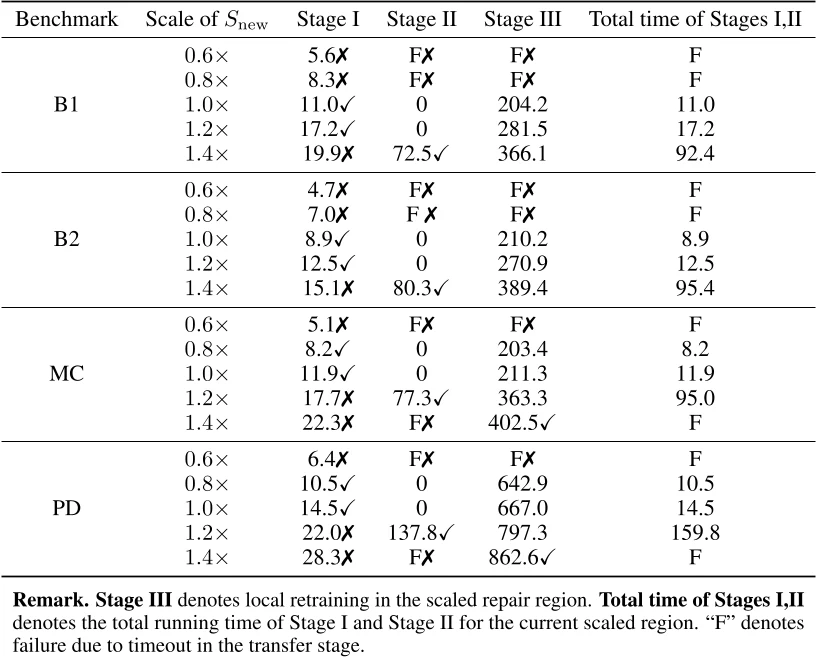 Benchmark Scale of S_new Stage I Stage II Stage III Total time of Stages I,II
0.6× 5.6✗ F✗ F✗ F
0.8× 8.3✗ F✗ F✗ F
B1 1.0× 11.0✓ 0 204.2 11.0
1.2× 17.2✓ 0 281.5 17.2
1.4× 19.9✗ 72.5✓ 366.1 92.4
0.6× 4.7✗ F✗ F✗ F
0.8× 7.0✗ F ✗ F✗ F
B2 1.0× 8.9✓ 0 210.2 8.9
1.2× 12.5✓ 0 270.9 12.5
1.4× 15.1✗ 80.3✓ 389.4 95.4
0.6× 5.1✗ F✗ F✗ F
0.8× 8.2✓ 0 203.4 8.2
MC 1.0× 11.9✓ 0 211.3 11.9
1.2× 17.7✗ 77.3✓ 363.3 95.0
1.4× 22.3✗ F✗ 402.5✓ F
0.6× 6.4✗ F✗ F✗ F
0.8× 10.5✓ 0 642.9 10.5
PD 1.0× 14.5✓ 0 667.0 14.5
1.2× 22.0✗ 137.8✓ 797.3 159.8
1.4× 28.3✗ F✗ 862.6✓ F
Remark. Stage III denotes local retraining in the scaled repair region. Total time of Stages I,II
denotes the total running time of Stage I and Stage II for the current scaled region. “F” denotes
failure due to timeout in the transfer stage.